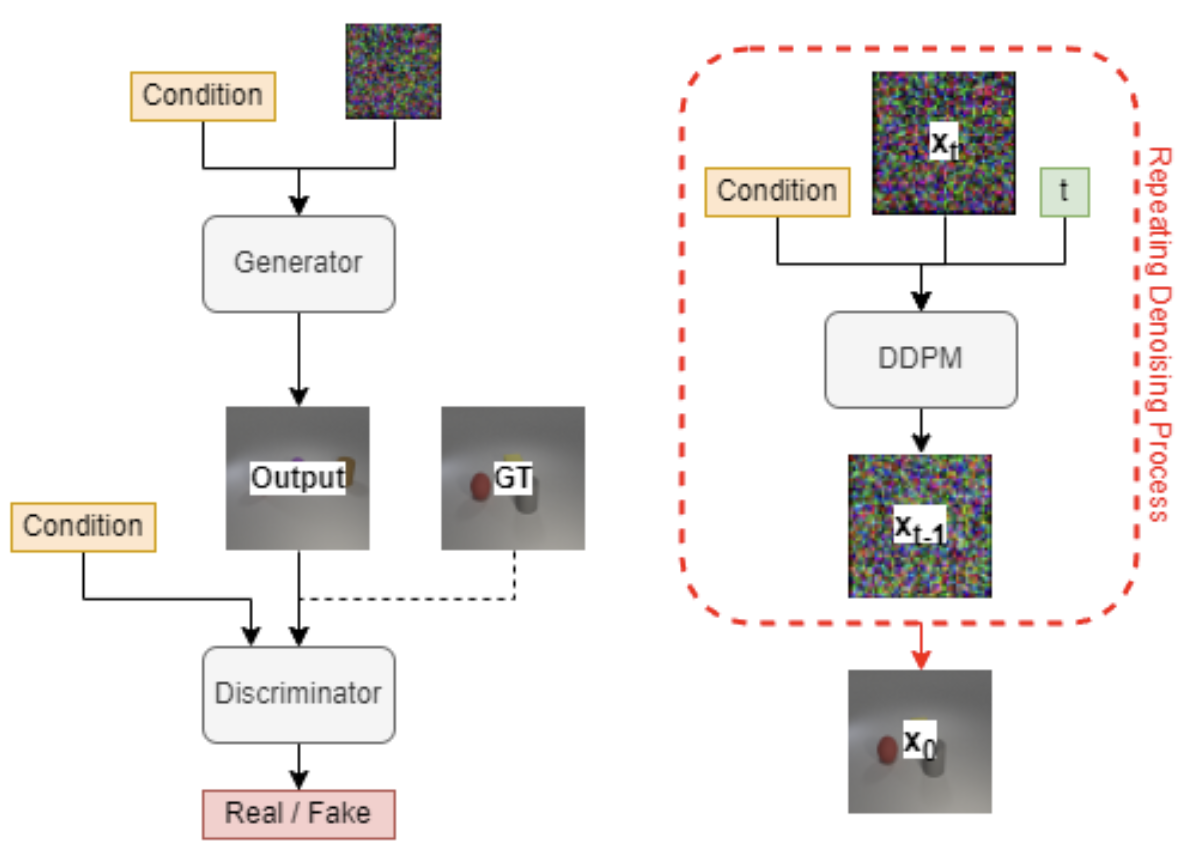 Condition
Generator
Output
GT
Condition
Discriminator
Real / Fake
x_t
Condition
t
DDPM
x_{t-1}
x_0
Repeating Denoising Process